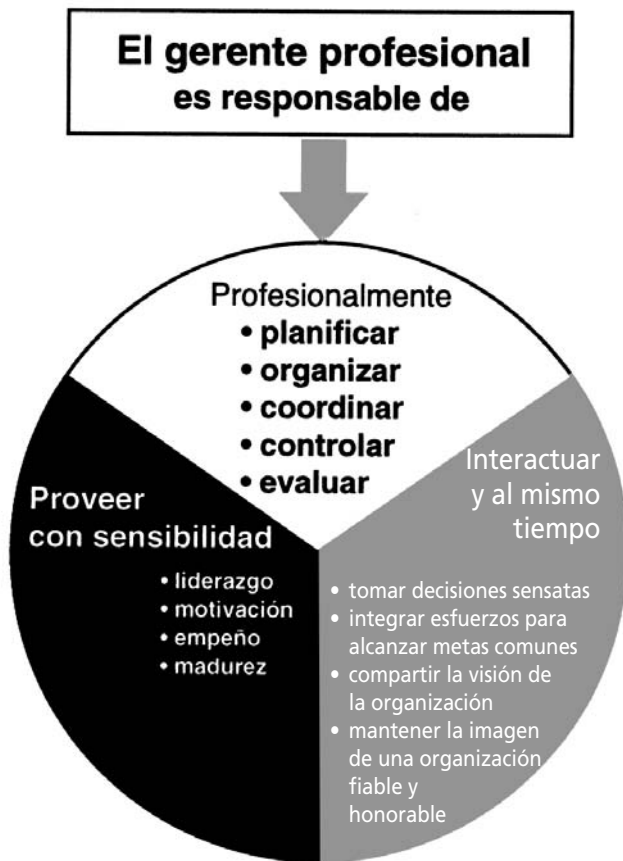 El gerente profesional
es responsable de
Profesionalmente
• planificar
• organizar
• coordinar
• controlar
• evaluar
Proveer
con sensibilidad
• liderazgo
• motivación
• empeño
• madurez
Interactuar
y al mismo
tiempo
• tomar decisiones sensatas
• integrar esfuerzos para
alcanzar metas comunes
• compartir la visión de
la organización
• mantener la imagen
de una organización
fiable y
honorable